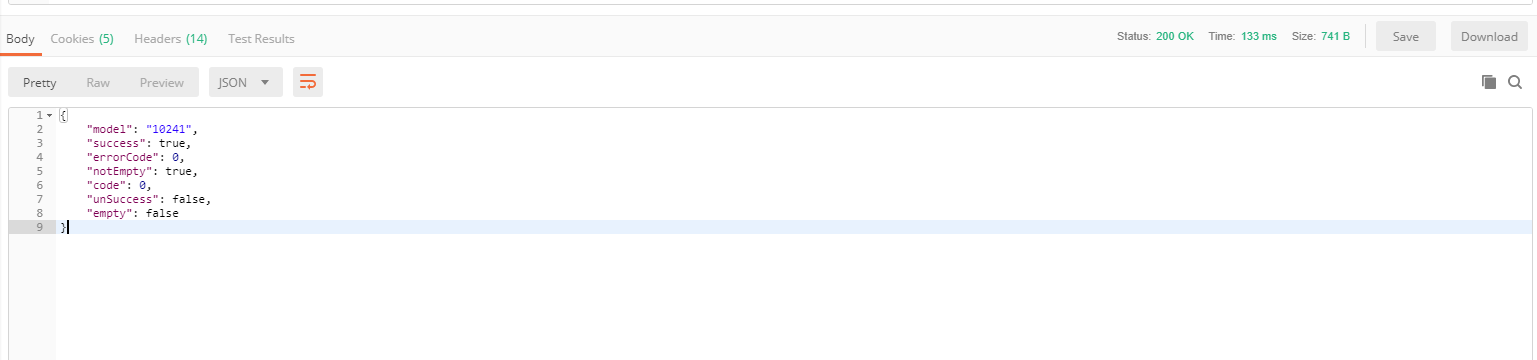 Body Cookies (5) Headers (14) Test Results Status: 200 OK Time: 133 ms Size: 741 B Save Download
Pretty Raw Preview JSON
1 {
2 "model": "10241",
3 "success": true,
4 "errorCode": 0,
5 "notEmpty": true,
6 "code": 0,
7 "unSuccess": false,
8 "empty": false
9 }